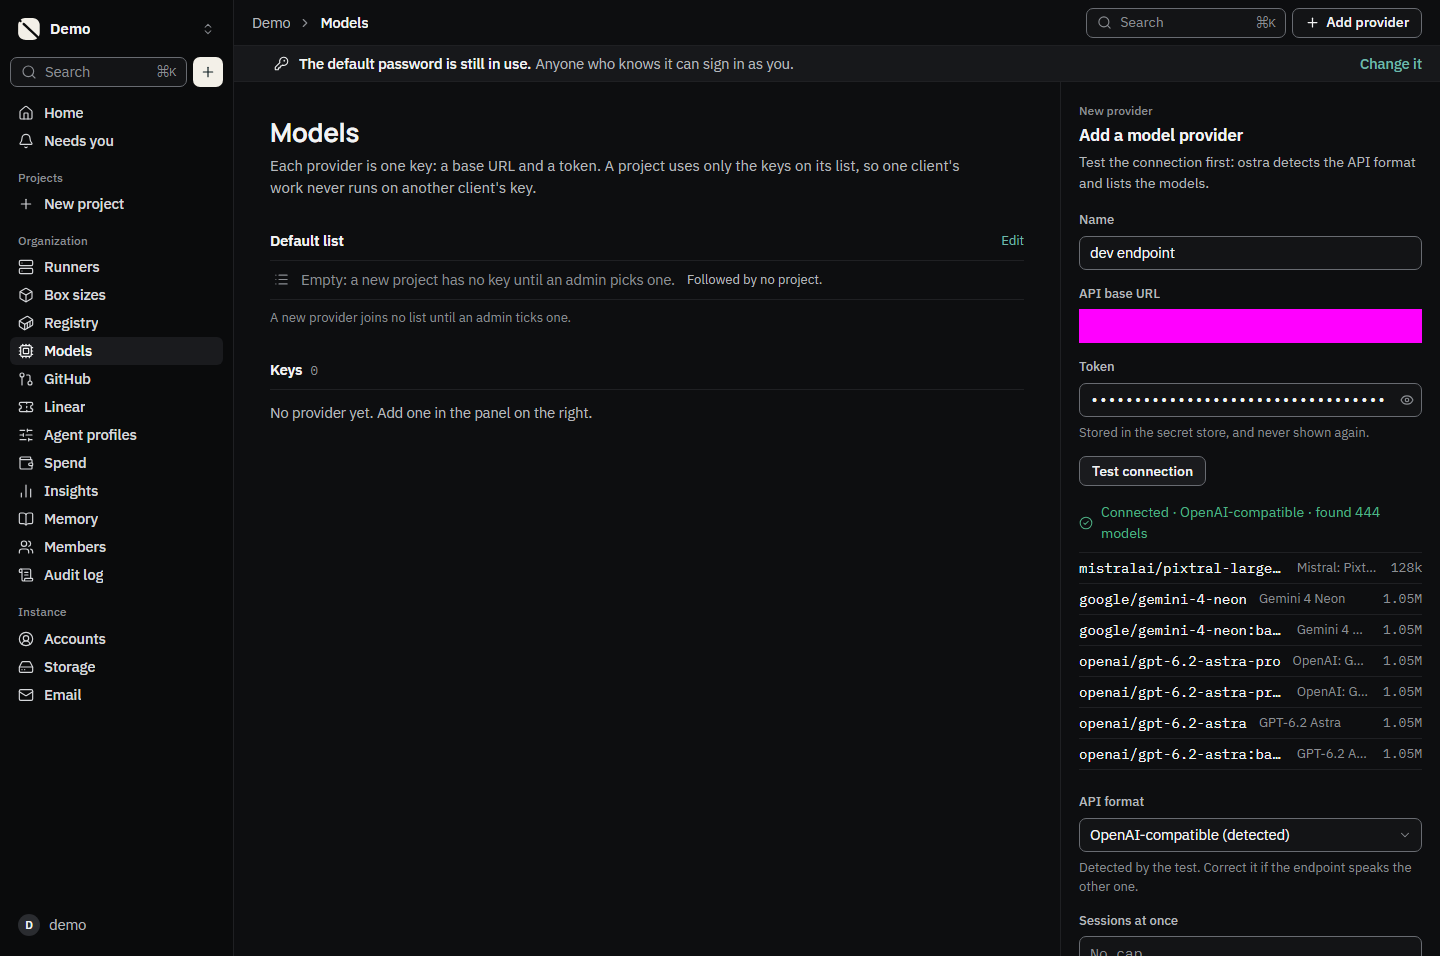 Demo
Search ⌘K
Home
Needs you
Projects
New project
Organization
Runners
Box sizes
Registry
Models
GitHub
Linear
Agent profiles
Spend
Insights
Memory
Members
Audit log
Instance
Accounts
Storage
Email
D demo
Demo > Models
Search ⌘K
Add provider
The default password is still in use. Anyone who knows it can sign in as you.
Change it
Models
Each provider is one key: a base URL and a token. A project uses only the keys on its list, so one client's
work never runs on another client's key.
Default list
Edit
Empty: a new project has no key until an admin picks one. Followed by no project.
A new provider joins no list until an admin ticks one.
Keys 0
No provider yet. Add one in the panel on the right.
New provider
Add a model provider
Test the connection first: ostra detects the API format
and lists the models.
Name
dev endpoint
API base URL
Token
••••••••••••••••••••••••••••••••••
Stored in the secret store, and never shown again.
Test connection
Connected · OpenAI-compatible · found 444
models
mistralai/pixtral-large… Mistral: Pixt… 128k
google/gemini-4-neon Gemini 4 Neon 1.05M
google/gemini-4-neon:ba… Gemini 4 … 1.05M
openai/gpt-6.2-astra-pro OpenAI: G… 1.05M
openai/gpt-6.2-astra-pr… OpenAI: G… 1.05M
openai/gpt-6.2-astra GPT-6.2 Astra 1.05M
openai/gpt-6.2-astra:ba… GPT-6.2 A… 1.05M
API format
OpenAI-compatible (detected)
Detected by the test. Correct it if the endpoint speaks the
other one.
Sessions at once
No cap